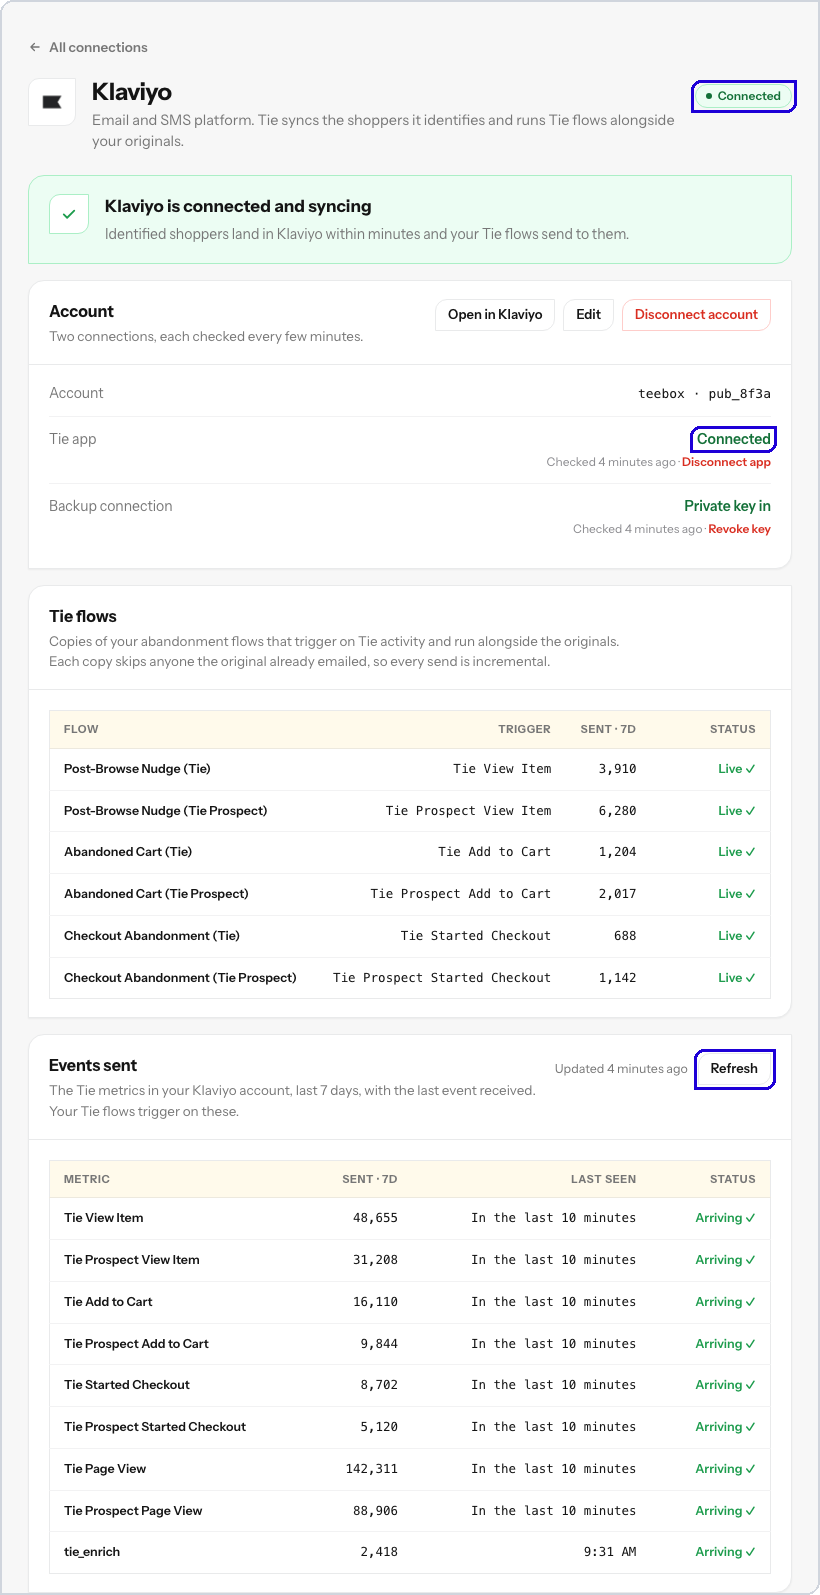 ← All connections
Klaviyo
Connected
Email and SMS platform. Tie syncs the shoppers it identifies and runs Tie flows alongside
your originals.
Klaviyo is connected and syncing
Identified shoppers land in Klaviyo within minutes and your Tie flows send to them.
Account
Open in Klaviyo Edit Disconnect account
Two connections, each checked every few minutes.
Account teebox · pub_8f3a
Tie app Connected
Checked 4 minutes ago · Disconnect app
Backup connection Private key in
Checked 4 minutes ago · Revoke key
Tie flows
Copies of your abandonment flows that trigger on Tie activity and run alongside the originals.
Each copy skips anyone the original already emailed, so every send is incremental.
FLOW TRIGGER SENT · 7D STATUS
Post-Browse Nudge (Tie) Tie View Item 3,910 Live ✓
Post-Browse Nudge (Tie Prospect) Tie Prospect View Item 6,280 Live ✓
Abandoned Cart (Tie) Tie Add to Cart 1,204 Live ✓
Abandoned Cart (Tie Prospect) Tie Prospect Add to Cart 2,017 Live ✓
Checkout Abandonment (Tie) Tie Started Checkout 688 Live ✓
Checkout Abandonment (Tie Prospect) Tie Prospect Started Checkout 1,142 Live ✓
Events sent
Updated 4 minutes ago Refresh
The Tie metrics in your Klaviyo account, last 7 days, with the last event received.
Your Tie flows trigger on these.
METRIC SENT · 7D LAST SEEN STATUS
Tie View Item 48,655 In the last 10 minutes Arriving ✓
Tie Prospect View Item 31,208 In the last 10 minutes Arriving ✓
Tie Add to Cart 16,110 In the last 10 minutes Arriving ✓
Tie Prospect Add to Cart 9,844 In the last 10 minutes Arriving ✓
Tie Started Checkout 8,702 In the last 10 minutes Arriving ✓
Tie Prospect Started Checkout 5,120 In the last 10 minutes Arriving ✓
Tie Page View 142,311 In the last 10 minutes Arriving ✓
Tie Prospect Page View 88,906 In the last 10 minutes Arriving ✓
tie_enrich 2,418 9:31 AM Arriving ✓